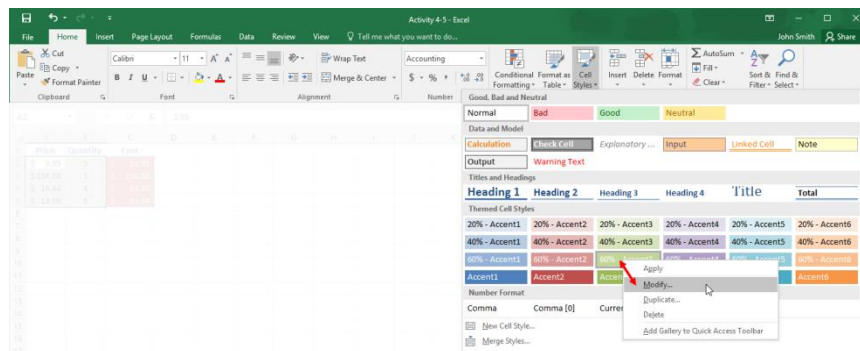 Activity 4-5 - Excel
File Home Insert Page Layout Formulas Data Review View Tell me what you want to do... John Smith Share
Cut
Copy
Format Painter
Paste
Calibri 11 A A
B I U A
Wrap Text
Merge & Center
Accounting
$ % ,
Conditional Formatting
Format as Table
Cell Styles
Insert Delete Format
AutoSum
Fill
Clear
Sort & Filter
Find & Select
Clipboard Font Alignment Number
Good, Bad and Neutral
Normal Bad Good Neutral
Data and Model
Calculation Check Cell Explanatory ... Input Linked Cell Note
Output Warning Text
Titles and Headings
Heading 1 Heading 2 Heading 3 Heading 4 Title Total
Themed Cell Styles
20% - Accent1 20% - Accent2 20% - Accent3 20% - Accent4 20% - Accent5 20% - Accent6
40% - Accent1 40% - Accent2 40% - Accent3 40% - Accent4 40% - Accent5 40% - Accent6
60% - Accent1 60% - Accent2 60% - Accent5 60% - Accent6
Accent1 Accent2 Accent6
Number Format
Comma Comma [0]
New Cell Style...
Merge Styles...
Apply
Modify...
Duplicate...
Delete
Add Gallery to Quick Access Toolbar
Price Quantity Cost